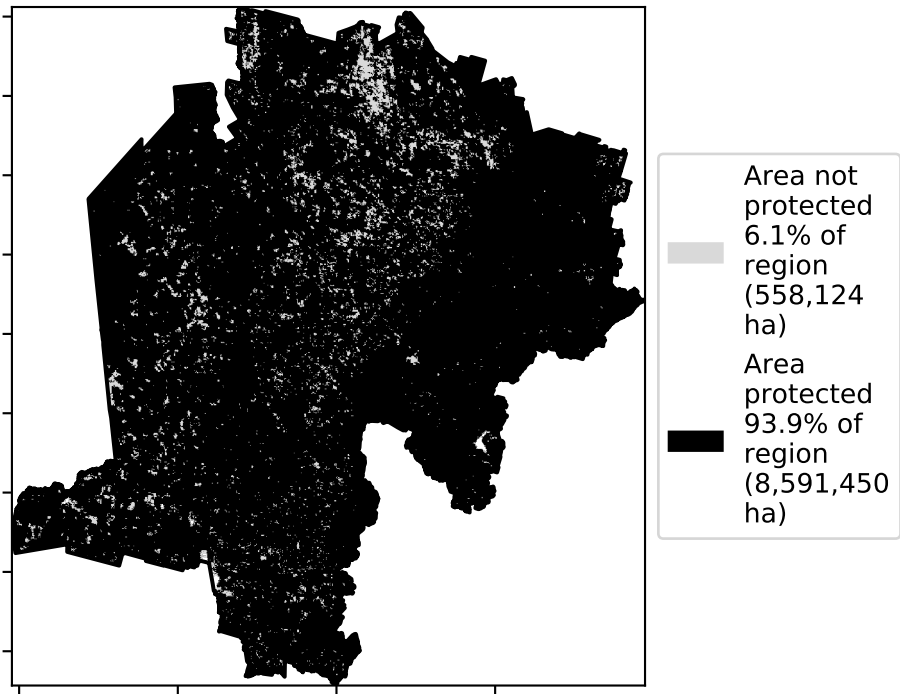 Area not
protected
6.1% of
region
(558,124
ha)
Area
protected
93.9% of
region
(8,591,450
ha)